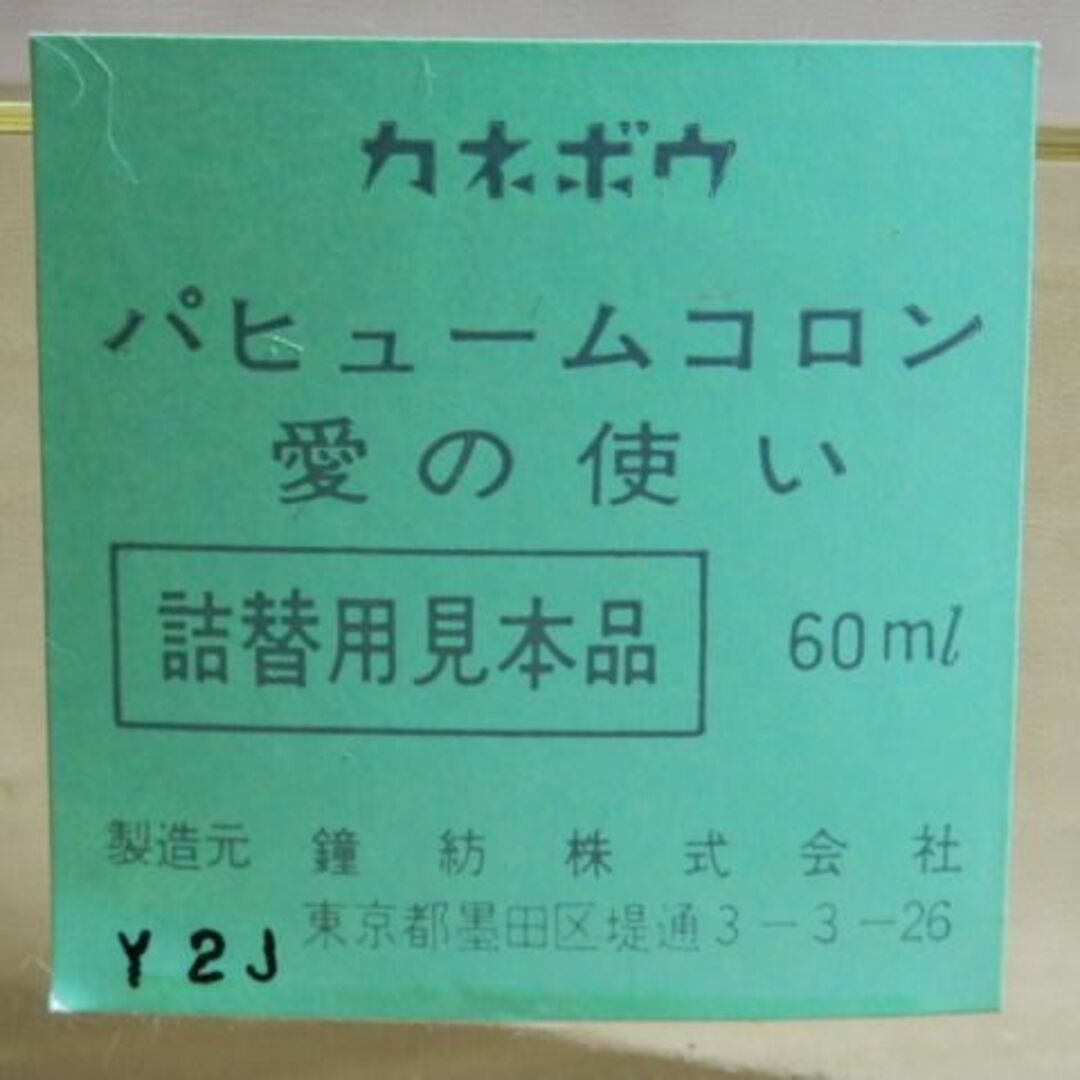 カネボウ
パヒュームコロン
愛の使い
詰替用見本品 60ml
製造元 鐘紡株式会社
東京都墨田区堤通3-3-26
Y2J